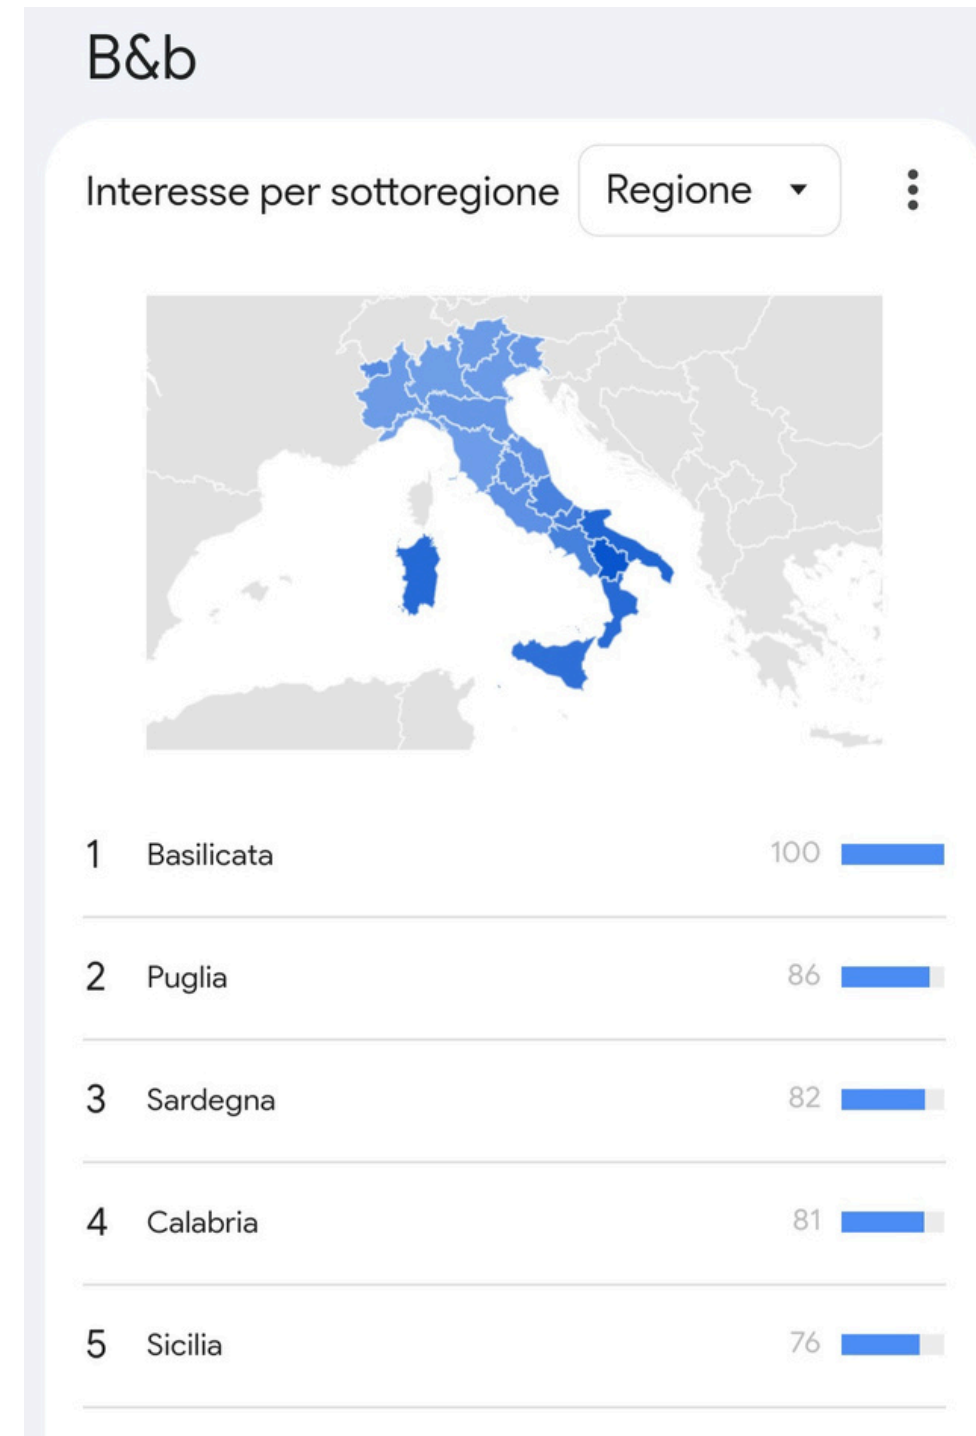 B&b
Interesse per sottoregione Regione
1 Basilicata 100
2 Puglia 86
3 Sardegna 82
4 Calabria 81
5 Sicilia 76